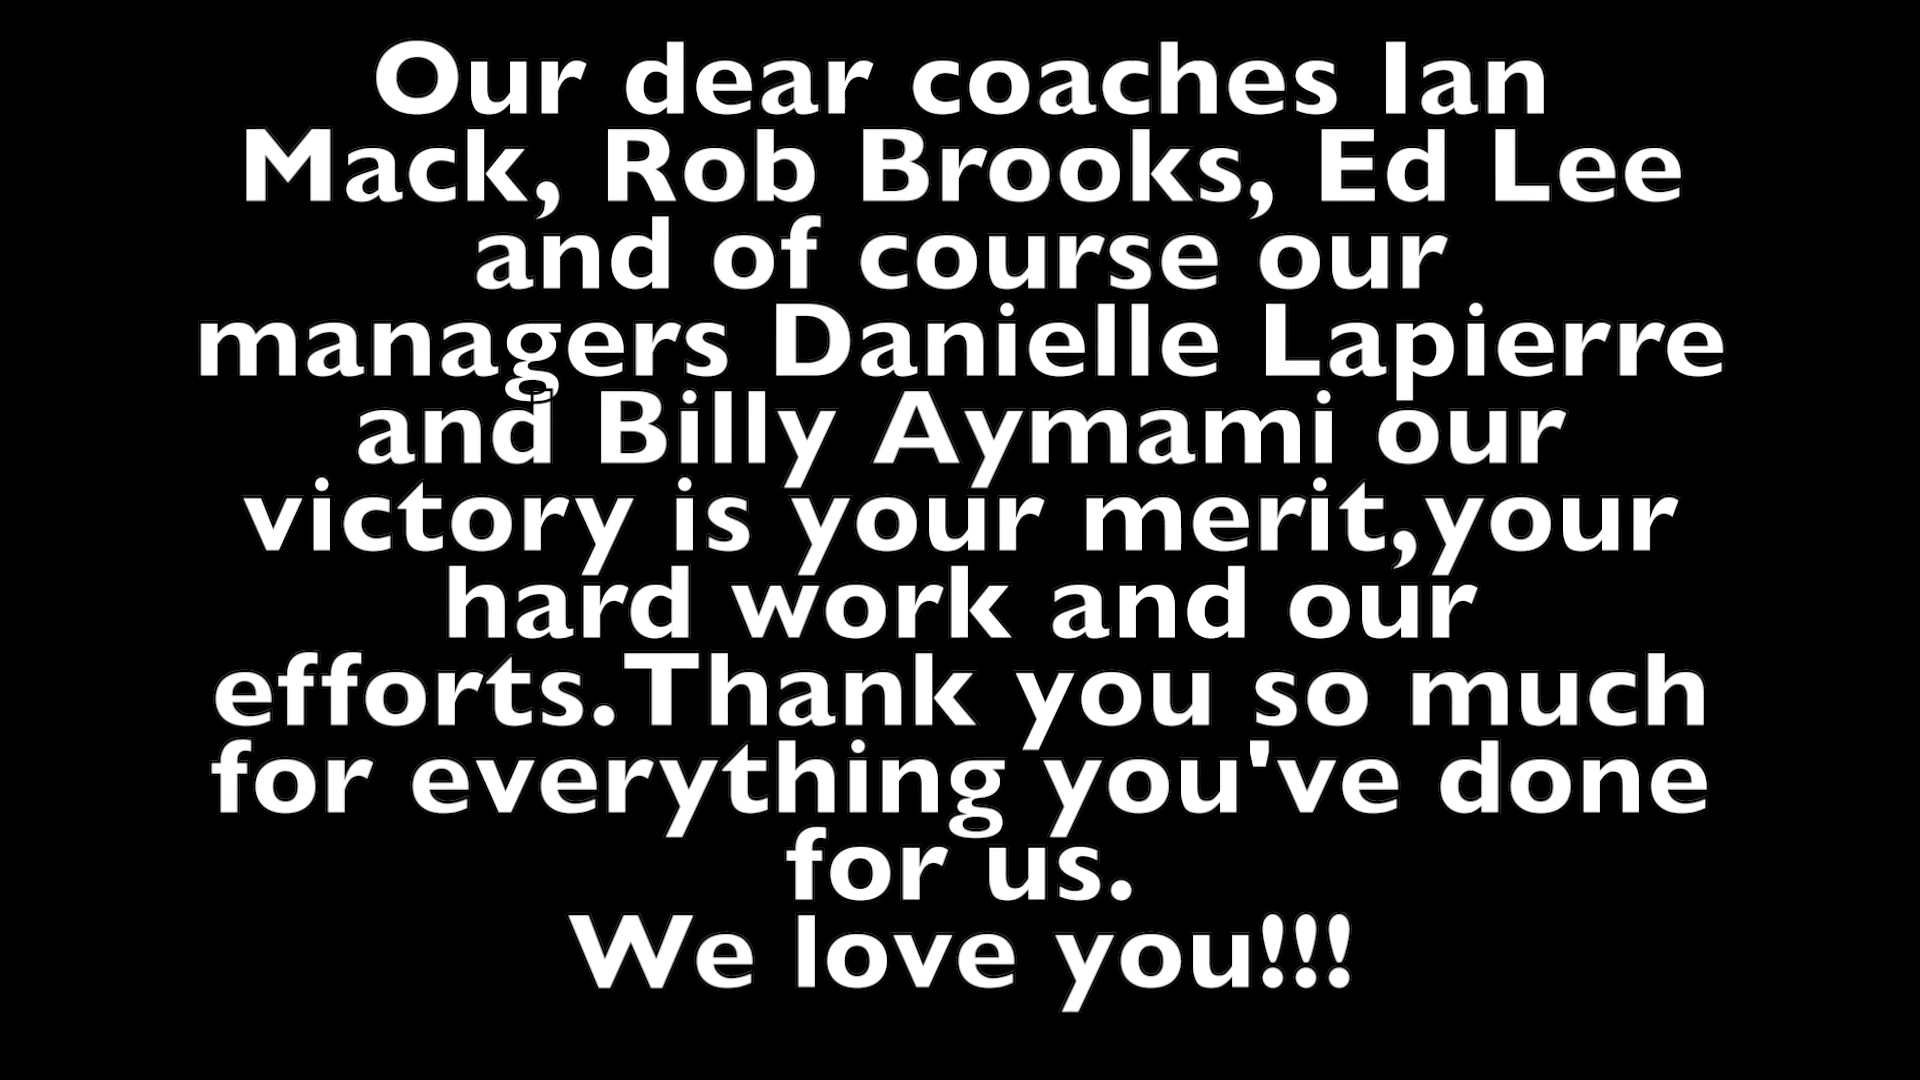 Our dear coaches Ian
Mack, Rob Brooks, Ed Lee
and of course our
managers Danielle Lapierre
and Billy Aymami our
victory is your merit,your
hard work and our
efforts.Thank you so much
for everything you've done
for us.
We love you!!!